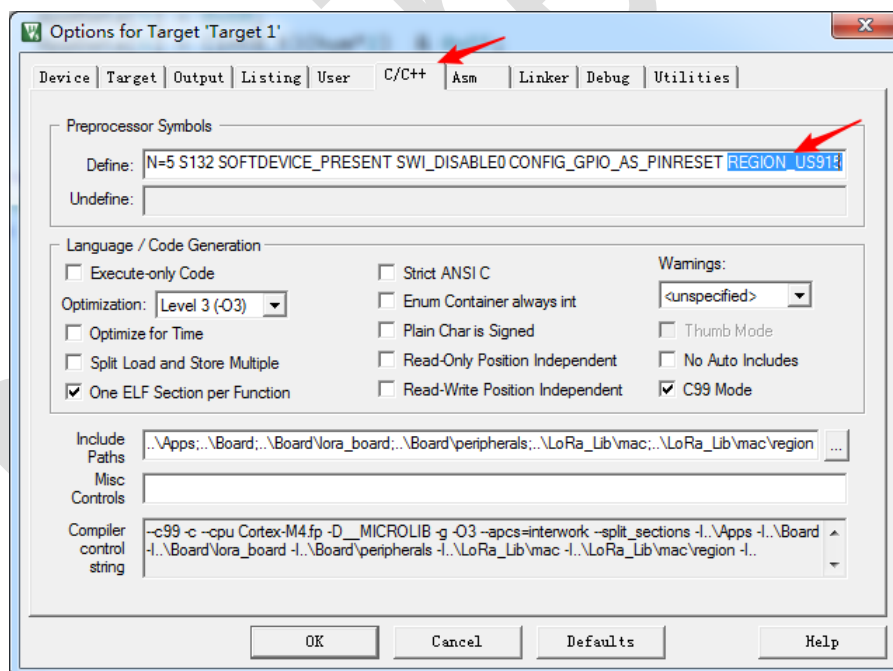 Options for Target 'Target 1'
Device Target Output Listing User C/C++ Asm Linker Debug Utilities
Preprocessor Symbols
Define: N=5 S132 SOFTDEVICE_PRESENT SWI_DISABLE0 CONFIG_GPIO_AS_PINRESET REGION_US915
Undefine:
Language / Code Generation
Execute-only Code
Optimization: Level 3 (-O3)
Optimize for Time
Split Load and Store Multiple
One ELF Section per Function
Strict ANSI C
Enum Container always int
Plain Char is Signed
Read-Only Position Independent
Read-Write Position Independent
Warnings:
<unspecified>
Thumb Mode
No Auto Includes
C99 Mode
Include
Paths
..\Apps;..\Board;..\Board\lora_board;..\Board\peripherals;..\LoRa_Lib\mac;..\LoRa_Lib\mac\region
...
Misc
Controls
Compiler
control
string
--c99 -c --cpu Cortex-M4.fp -D__MICROLIB -g -O3 --apcs=interwork --split_sections -I..\Apps -I..\Board
-I..\Board\lora_board -I..\Board\peripherals -I..\LoRa_Lib\mac -I..\LoRa_Lib\mac\region -I..
OK Cancel Defaults Help